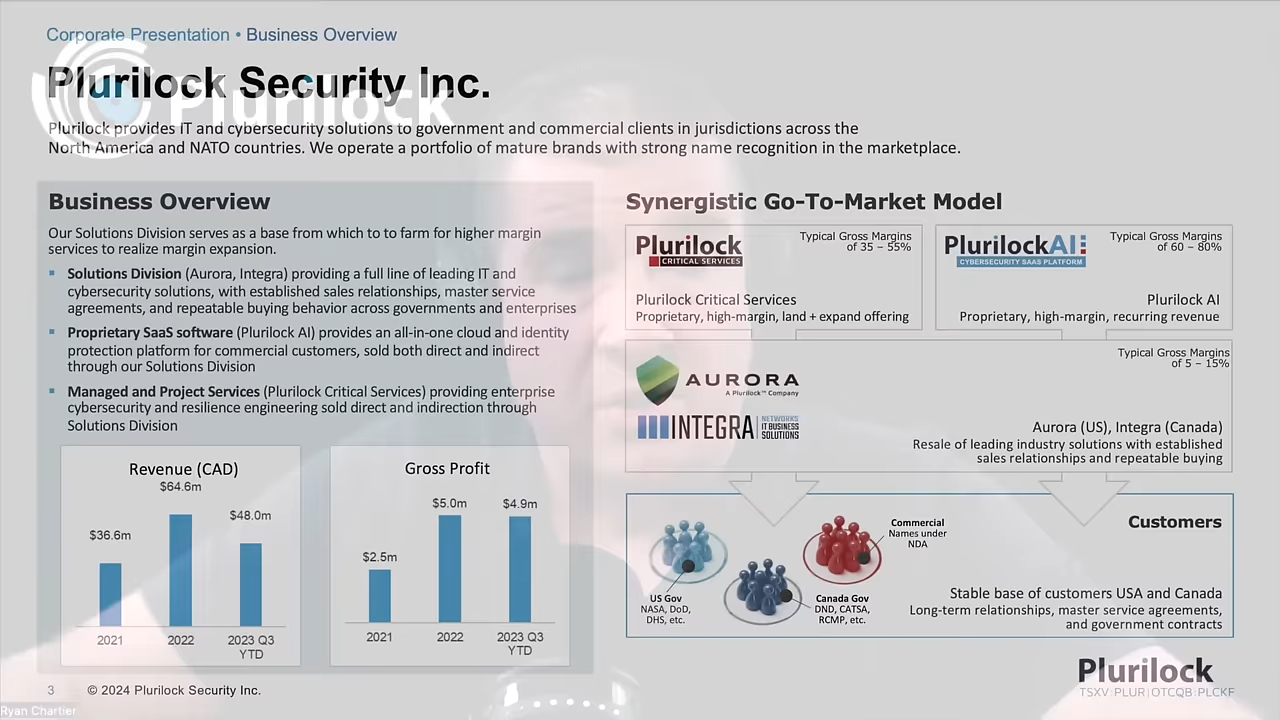 Corporate Presentation • Business Overview
Plurilock Security Inc.
Plurilock
Plurilock provides IT and cybersecurity solutions to government and commercial clients in jurisdictions across the
North America and NATO countries. We operate a portfolio of mature brands with strong name recognition in the marketplace.
Business Overview
Our Solutions Division serves as a base from which to to farm for higher margin
services to realize margin expansion.
▪ Solutions Division (Aurora, Integra) providing a full line of leading IT and
cybersecurity solutions, with established sales relationships, master service
agreements, and repeatable buying behavior across governments and enterprises
▪ Proprietary SaaS software (Plurilock AI) provides an all-in-one cloud and identity
protection platform for commercial customers, sold both direct and indirect
through our Solutions Division
▪ Managed and Project Services (Plurilock Critical Services) providing enterprise
cybersecurity and resilience engineering sold direct and indirection through
Solutions Division
Revenue (CAD)
$64.6m
$48.0m
$36.6m
2021
2022
2023 Q3
YTD
Gross Profit
$5.0m
$4.9m
$2.5m
2021
2022
2023 Q3
YTD
Synergistic Go-To-Market Model
Plurilock
CRITICAL SERVICES
Typical Gross Margins
of 35 – 55%
Plurilock Critical Services
Proprietary, high-margin, land + expand offering
PlurilockAI
CYBERSECURITY SAAS PLATFORM
Typical Gross Margins
of 60 – 80%
Plurilock AI
Proprietary, high-margin, recurring revenue
Typical Gross Margins
of 5 – 15%
AURORA
A Plurilock™ Company
INTEGRA
NETWORKS
IT BUSINESS
SOLUTIONS
Aurora (US), Integra (Canada)
Resale of leading industry solutions with established
sales relationships and repeatable buying
Customers
Commercial
Names under
NDA
US Gov
NASA, DoD,
DHS, etc.
Canada Gov
DND, CATSA,
RCMP, etc.
Stable base of customers USA and Canada
Long-term relationships, master service agreements,
and government contracts
Plurilock
TSXV:PLUR|OTCQB:PLCKF
3 © 2024 Plurilock Security Inc.
Ryan Chartier